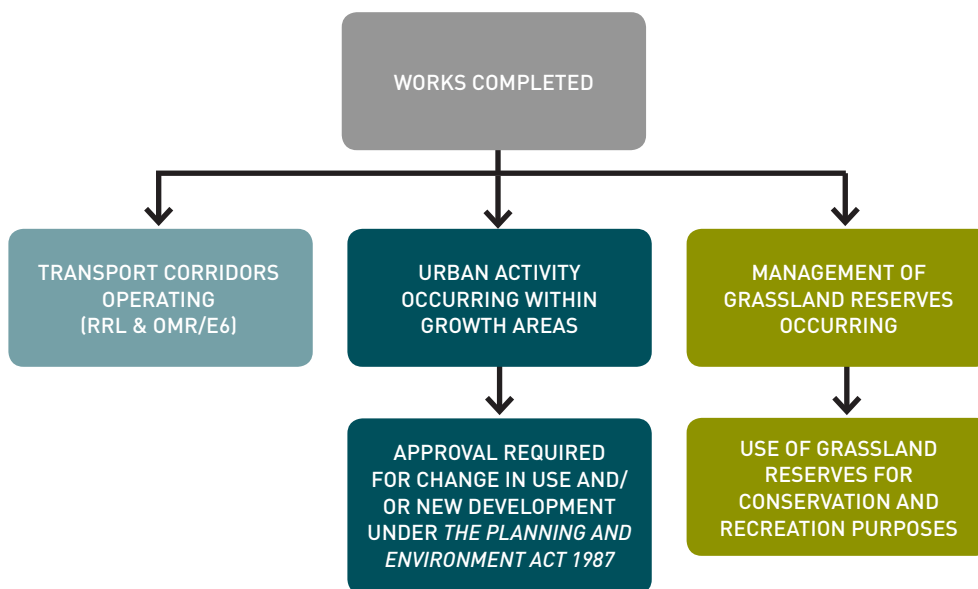 WORKS COMPLETED
TRANSPORT CORRIDORS
OPERATING
(RRL & OMR/E6)
URBAN ACTIVITY
OCCURRING WITHIN
GROWTH AREAS
MANAGEMENT OF
GRASSLAND RESERVES
OCCURRING
APPROVAL REQUIRED
FOR CHANGE IN USE AND/
OR NEW DEVELOPMENT
UNDER THE PLANNING AND
ENVIRONMENT ACT 1987
USE OF GRASSLAND
RESERVES FOR
CONSERVATION AND
RECREATION PURPOSES